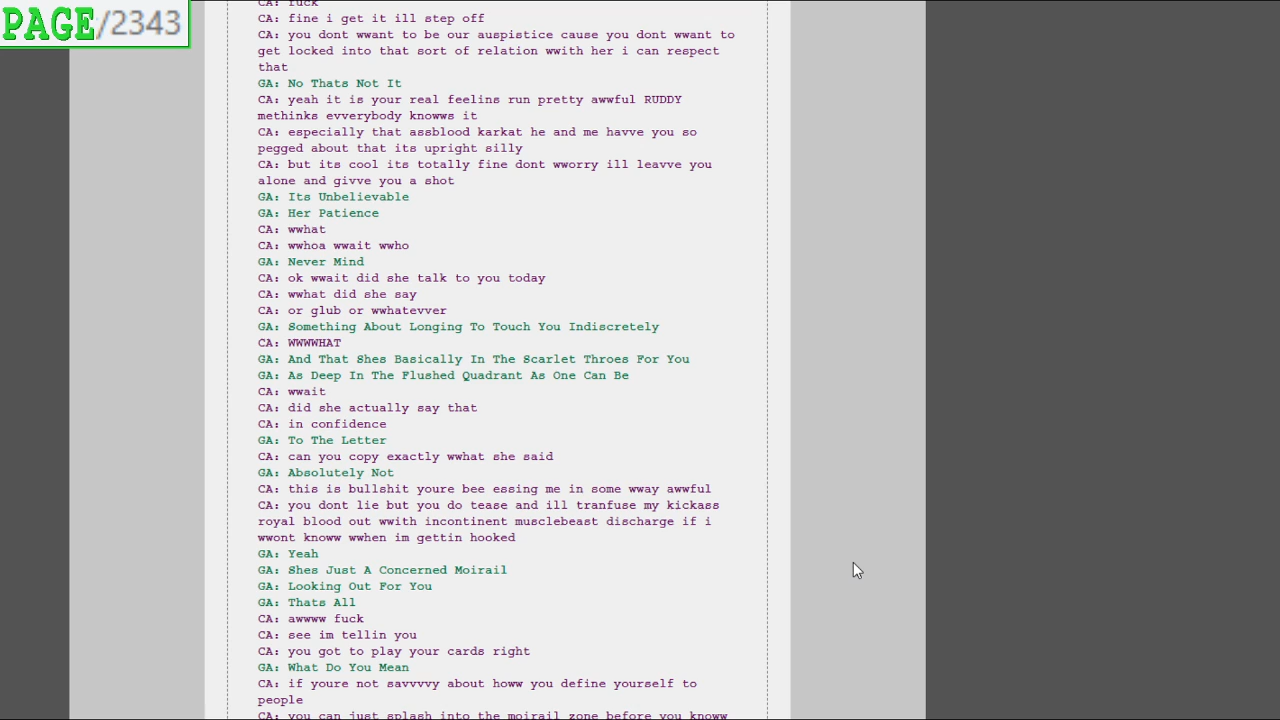 PAGE/2343
CA: fuck
CA: fine i get it ill step off
CA: you dont wwant to be our auspistice cause you dont wwant to
get locked into that sort of relation wwith her i can respect
that
GA: No Thats Not It
CA: yeah it is your real feelins run pretty awwful RUDDY
methinks evverybody knowws it
CA: especially that assblood karkat he and me havve you so
pegged about that its upright silly
CA: but its cool its totally fine dont wworry ill leavve you
alone and givve you a shot
GA: Its Unbelievable
GA: Her Patience
CA: wwhat
CA: wwhoa wwait wwho
GA: Never Mind
CA: ok wwait did she talk to you today
CA: wwhat did she say
CA: or glub or wwhatevver
GA: Something About Longing To Touch You Indiscretely
CA: WWWWHAT
GA: And That Shes Basically In The Scarlet Throes For You
GA: As Deep In The Flushed Quadrant As One Can Be
CA: wwait
CA: did she actually say that
CA: in confidence
GA: To The Letter
CA: can you copy exactly wwhat she said
GA: Absolutely Not
CA: this is bullshit youre bee essing me in some wway awwful
CA: you dont lie but you do tease and ill tranfuse my kickass
royal blood out wwith incontinent musclebeast discharge if i
wwont knoww wwhen im gettin hooked
GA: Yeah
GA: Shes Just A Concerned Moirail
GA: Looking Out For You
GA: Thats All
CA: awwww fuck
CA: see im tellin you
CA: you got to play your cards right
GA: What Do You Mean
CA: if youre not savvvvy about howw you define yourself to
people
CA: you can just splash into the moirail zone before you knoww